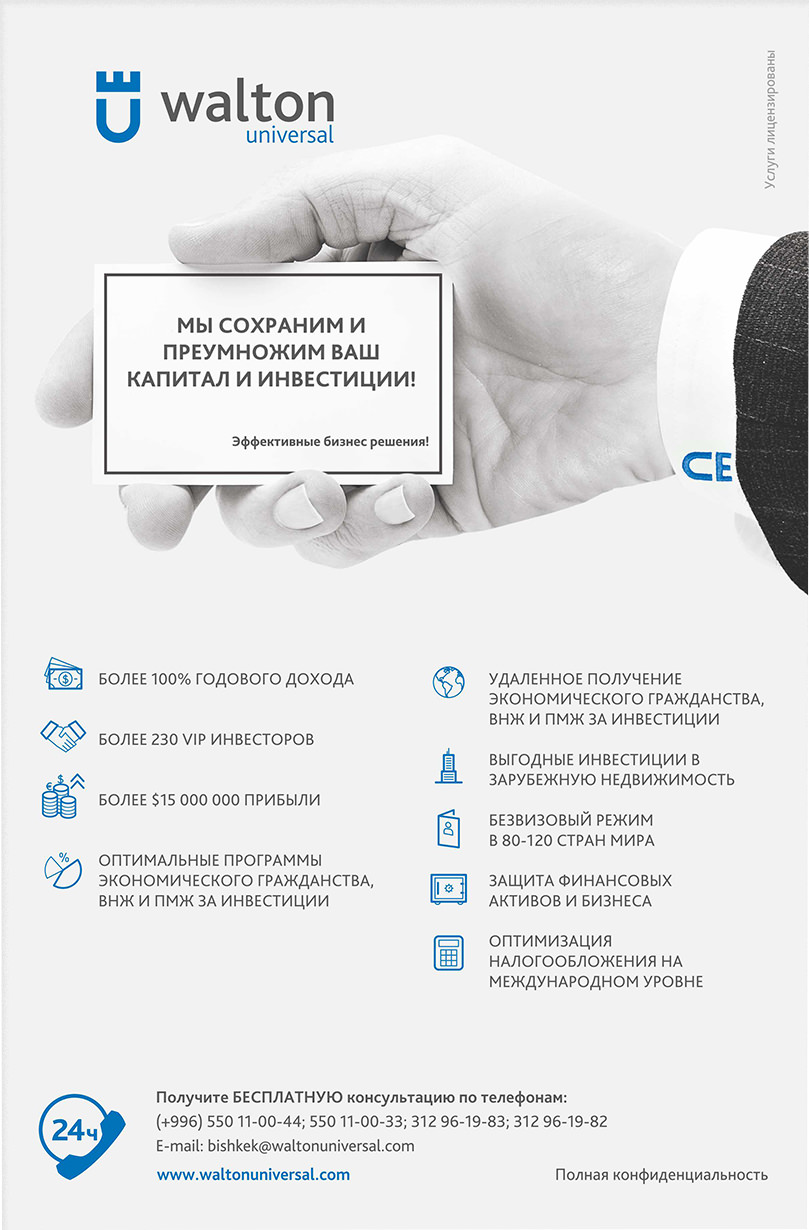 walton
universal
Услуги лицензированы
МЫ СОХРАНИМ И
ПРЕУМНОЖИМ ВАШ
КАПИТАЛ И ИНВЕСТИЦИИ!
Эффективные бизнес решения!
CE
БОЛЕЕ 100% ГОДОВОГО ДОХОДА
БОЛЕЕ 230 VIP ИНВЕСТОРОВ
БОЛЕЕ $15 000 000 ПРИБЫЛИ
ОПТИМАЛЬНЫЕ ПРОГРАММЫ
ЭКОНОМИЧЕСКОГО ГРАЖДАНСТВА,
ВНЖ И ПМЖ ЗА ИНВЕСТИЦИИ
УДАЛЕННОЕ ПОЛУЧЕНИЕ
ЭКОНОМИЧЕСКОГО ГРАЖДАНСТВА,
ВНЖ И ПМЖ ЗА ИНВЕСТИЦИИ
ВЫГОДНЫЕ ИНВЕСТИЦИИ В
ЗАРУБЕЖНУЮ НЕДВИЖИМОСТЬ
БЕЗВИЗОВЫЙ РЕЖИМ
В 80-120 СТРАН МИРА
ЗАЩИТА ФИНАНСОВЫХ
АКТИВОВ И БИЗНЕСА
ОПТИМИЗАЦИЯ
НАЛОГООБЛОЖЕНИЯ НА
МЕЖДУНАРОДНОМ УРОВНЕ
24ч
Получите БЕСПЛАТНУЮ консультацию по телефонам:
(+996) 550 11-00-44; 550 11-00-33; 312 96-19-83; 312 96-19-82
E-mail: bishkek@waltonuniversal.com
www.waltonuniversal.com
Полная конфиденциальность